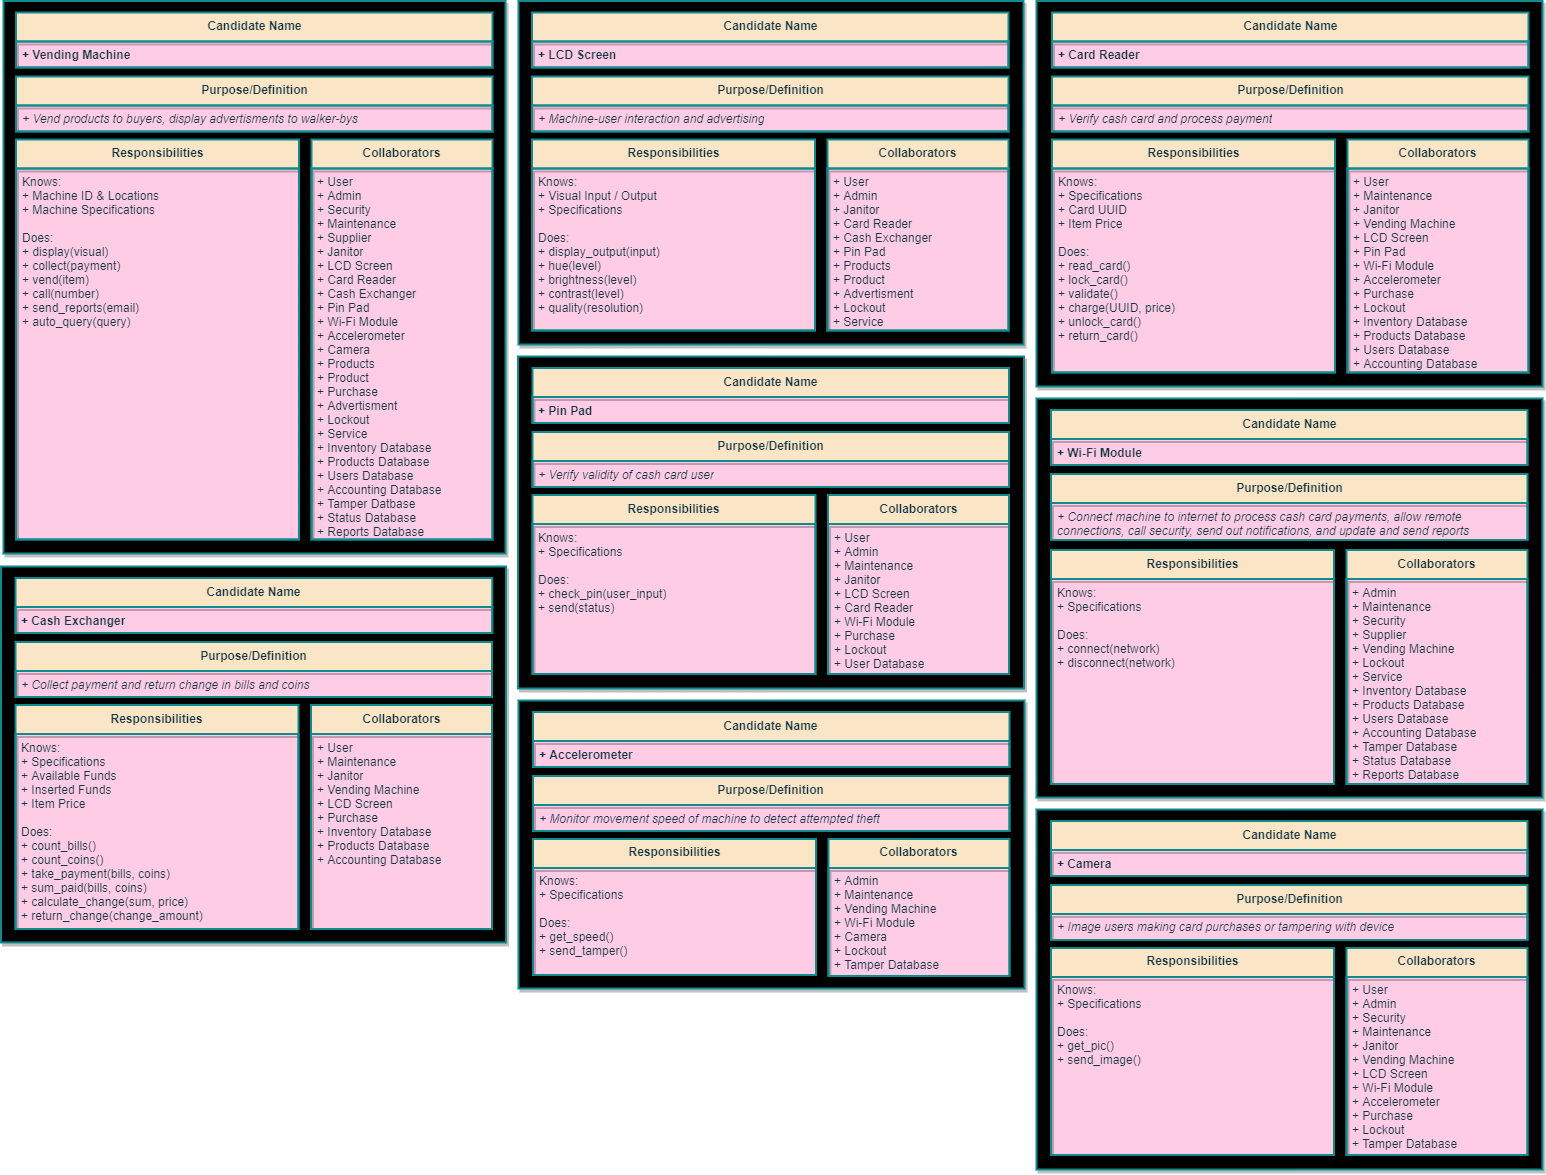 Candidate Name
+ Vending Machine
Purpose/Definition
+ Vend products to buyers, display advertisments to walker-bys
Responsibilities
Knows:
+ Machine ID & Locations
+ Machine Specifications
Does:
+ display(visual)
+ collect(payment)
+ vend(item)
+ call(number)
+ send_reports(email)
+ auto_query(query)
Collaborators
+ User
+ Admin
+ Security
+ Maintenance
+ Supplier
+ Janitor
+ LCD Screen
+ Card Reader
+ Cash Exchanger
+ Pin Pad
+ Wi-Fi Module
+ Accelerometer
+ Camera
+ Products
+ Product
+ Purchase
+ Advertisment
+ Lockout
+ Service
+ Inventory Database
+ Products Database
+ Users Database
+ Accounting Database
+ Tamper Datbase
+ Status Database
+ Reports Database
Candidate Name
+ Cash Exchanger
Purpose/Definition
+ Collect payment and return change in bills and coins
Responsibilities
Knows:
+ Specifications
+ Available Funds
+ Inserted Funds
+ Item Price
Does:
+ count_bills()
+ count_coins()
+ take_payment(bills, coins)
+ sum_paid(bills, coins)
+ calculate_change(sum, price)
+ return_change(change_amount)
Collaborators
+ User
+ Maintenance
+ Janitor
+ Vending Machine
+ LCD Screen
+ Purchase
+ Inventory Database
+ Products Database
+ Accounting Database
Candidate Name
+ LCD Screen
Purpose/Definition
+ Machine-user interaction and advertising
Responsibilities
Knows:
+ Visual Input / Output
+ Specifications
Does:
+ display_output(input)
+ hue(level)
+ brightness(level)
+ contrast(level)
+ quality(resolution)
Collaborators
+ User
+ Admin
+ Janitor
+ Card Reader
+ Cash Exchanger
+ Pin Pad
+ Products
+ Product
+ Advertisment
+ Lockout
+ Service
Candidate Name
+ Pin Pad
Purpose/Definition
+ Verify validity of cash card user
Responsibilities
Knows:
+ Specifications
Does:
+ check_pin(user_input)
+ send(status)
Collaborators
+ User
+ Admin
+ Maintenance
+ Janitor
+ LCD Screen
+ Card Reader
+ Wi-Fi Module
+ Purchase
+ Lockout
+ User Database
Candidate Name
+ Accelerometer
Purpose/Definition
+ Monitor movement speed of machine to detect attempted theft
Responsibilities
Knows:
+ Specifications
Does:
+ get_speed()
+ send_tamper()
Collaborators
+ Admin
+ Maintenance
+ Vending Machine
+ Wi-Fi Module
+ Camera
+ Lockout
+ Tamper Database
Candidate Name
+ Card Reader
Purpose/Definition
+ Verify cash card and process payment
Responsibilities
Knows:
+ Specifications
+ Card UUID
+ Item Price
Does:
+ read_card()
+ lock_card()
+ validate()
+ charge(UUID, price)
+ unlock_card()
+ return_card()
Collaborators
+ User
+ Maintenance
+ Janitor
+ Vending Machine
+ LCD Screen
+ Pin Pad
+ Wi-Fi Module
+ Accelerometer
+ Purchase
+ Lockout
+ Inventory Database
+ Products Database
+ Users Database
+ Accounting Database
Candidate Name
+ Wi-Fi Module
Purpose/Definition
+ Connect machine to internet to process cash card payments, allow remote
connections, call security, send out notifications, and update and send reports
Responsibilities
Knows:
+ Specifications
Does:
+ connect(network)
+ disconnect(network)
Collaborators
+ Admin
+ Maintenance
+ Security
+ Supplier
+ Vending Machine
+ Lockout
+ Service
+ Inventory Database
+ Products Database
+ Users Database
+ Accounting Database
+ Tamper Database
+ Status Database
+ Reports Database
Candidate Name
+ Camera
Purpose/Definition
+ Image users making card purchases or tampering with device
Responsibilities
Knows:
+ Specifications
Does:
+ get_pic()
+ send_image()
Collaborators
+ User
+ Admin
+ Security
+ Maintenance
+ Janitor
+ Vending Machine
+ LCD Screen
+ Wi-Fi Module
+ Accelerometer
+ Purchase
+ Lockout
+ Tamper Database